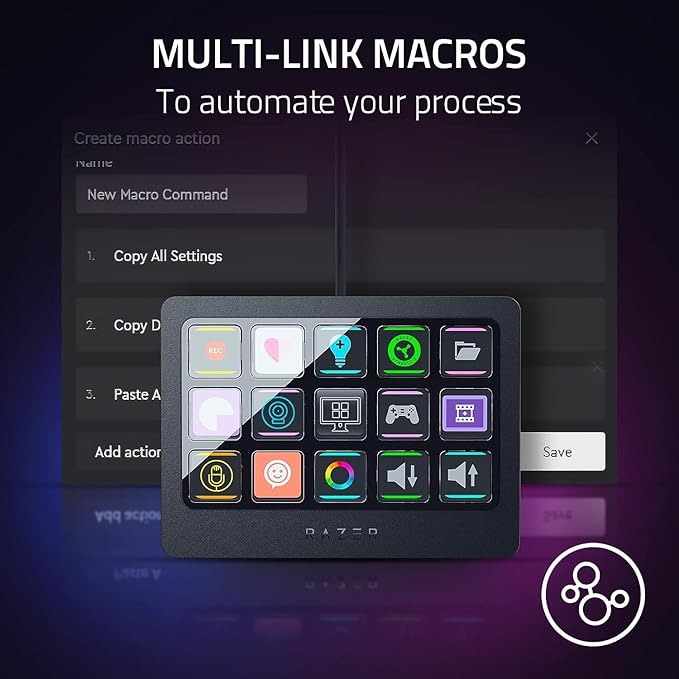 MULTI-LINK MACROS
To automate your process
Create macro action
Name
New Macro Command
1. Copy All Settings
2. Copy D
3. Paste A
Add action
Save
REC
RAZER